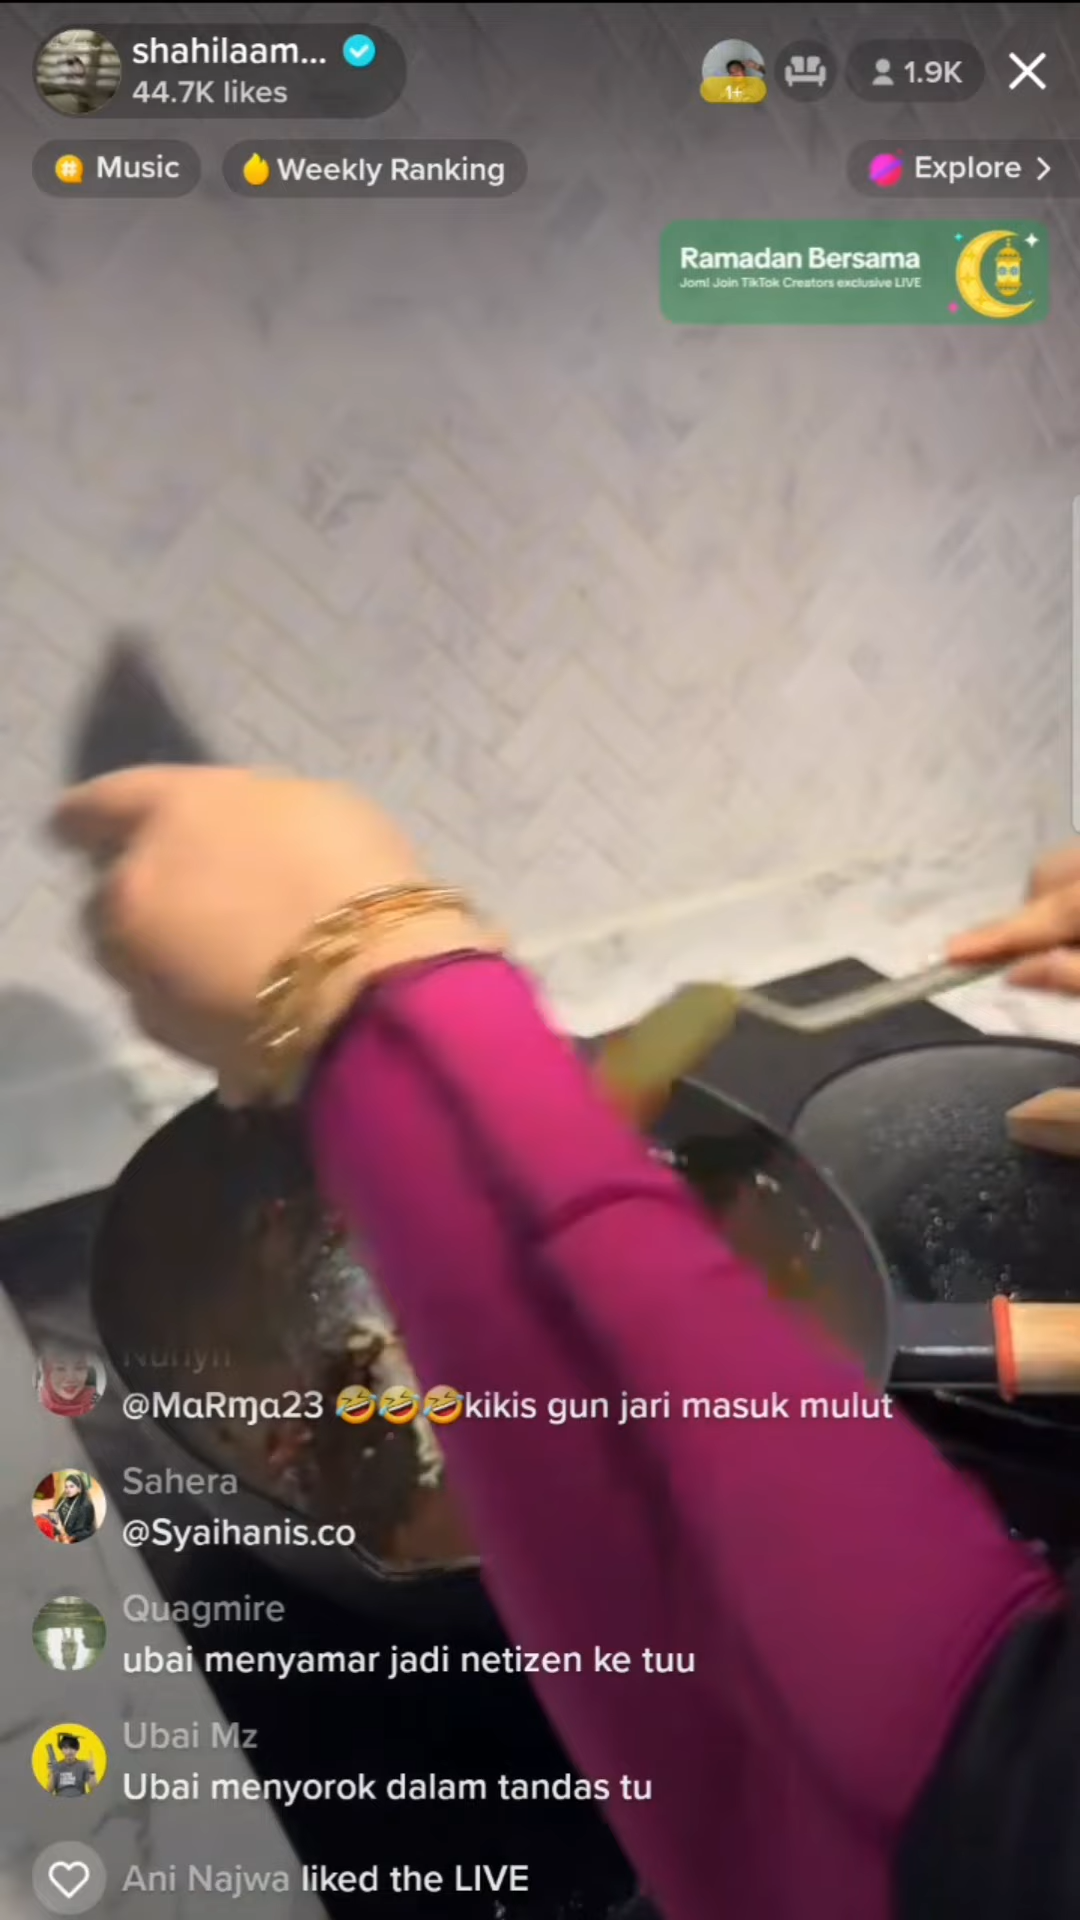 shahilaam...
44.7K likes
1+
1.9K
Music
Weekly Ranking
Explore
Ramadan Bersama
Jom! Join TikTok Creators exclusive LIVE
@MɑRɱɑ23 🤣🤣🤣kikis gun jari masuk mulut
Sahera
@Syaihanis.co
Quagmire
ubai menyamar jadi netizen ke tuu
Ubai Mz
Ubai menyorok dalam tandas tu
Ani Najwa liked the LIVE